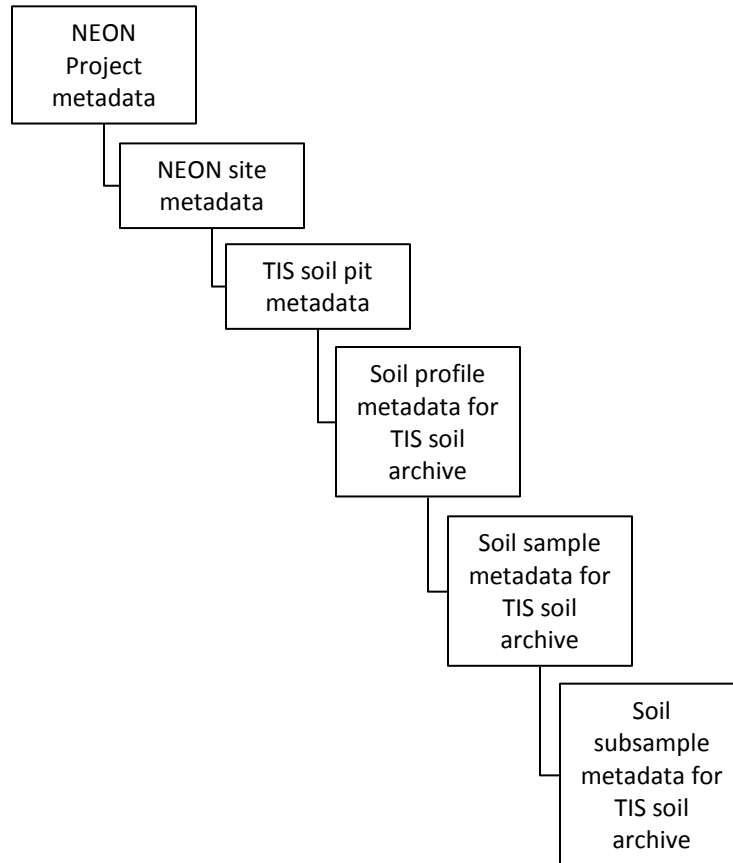 NEON
Project
metadata
NEON site
metadata
TIS soil pit
metadata
Soil profile
metadata for
TIS soil
archive
Soil sample
metadata for
TIS soil
archive
Soil
subsample
metadata for
TIS soil
archive